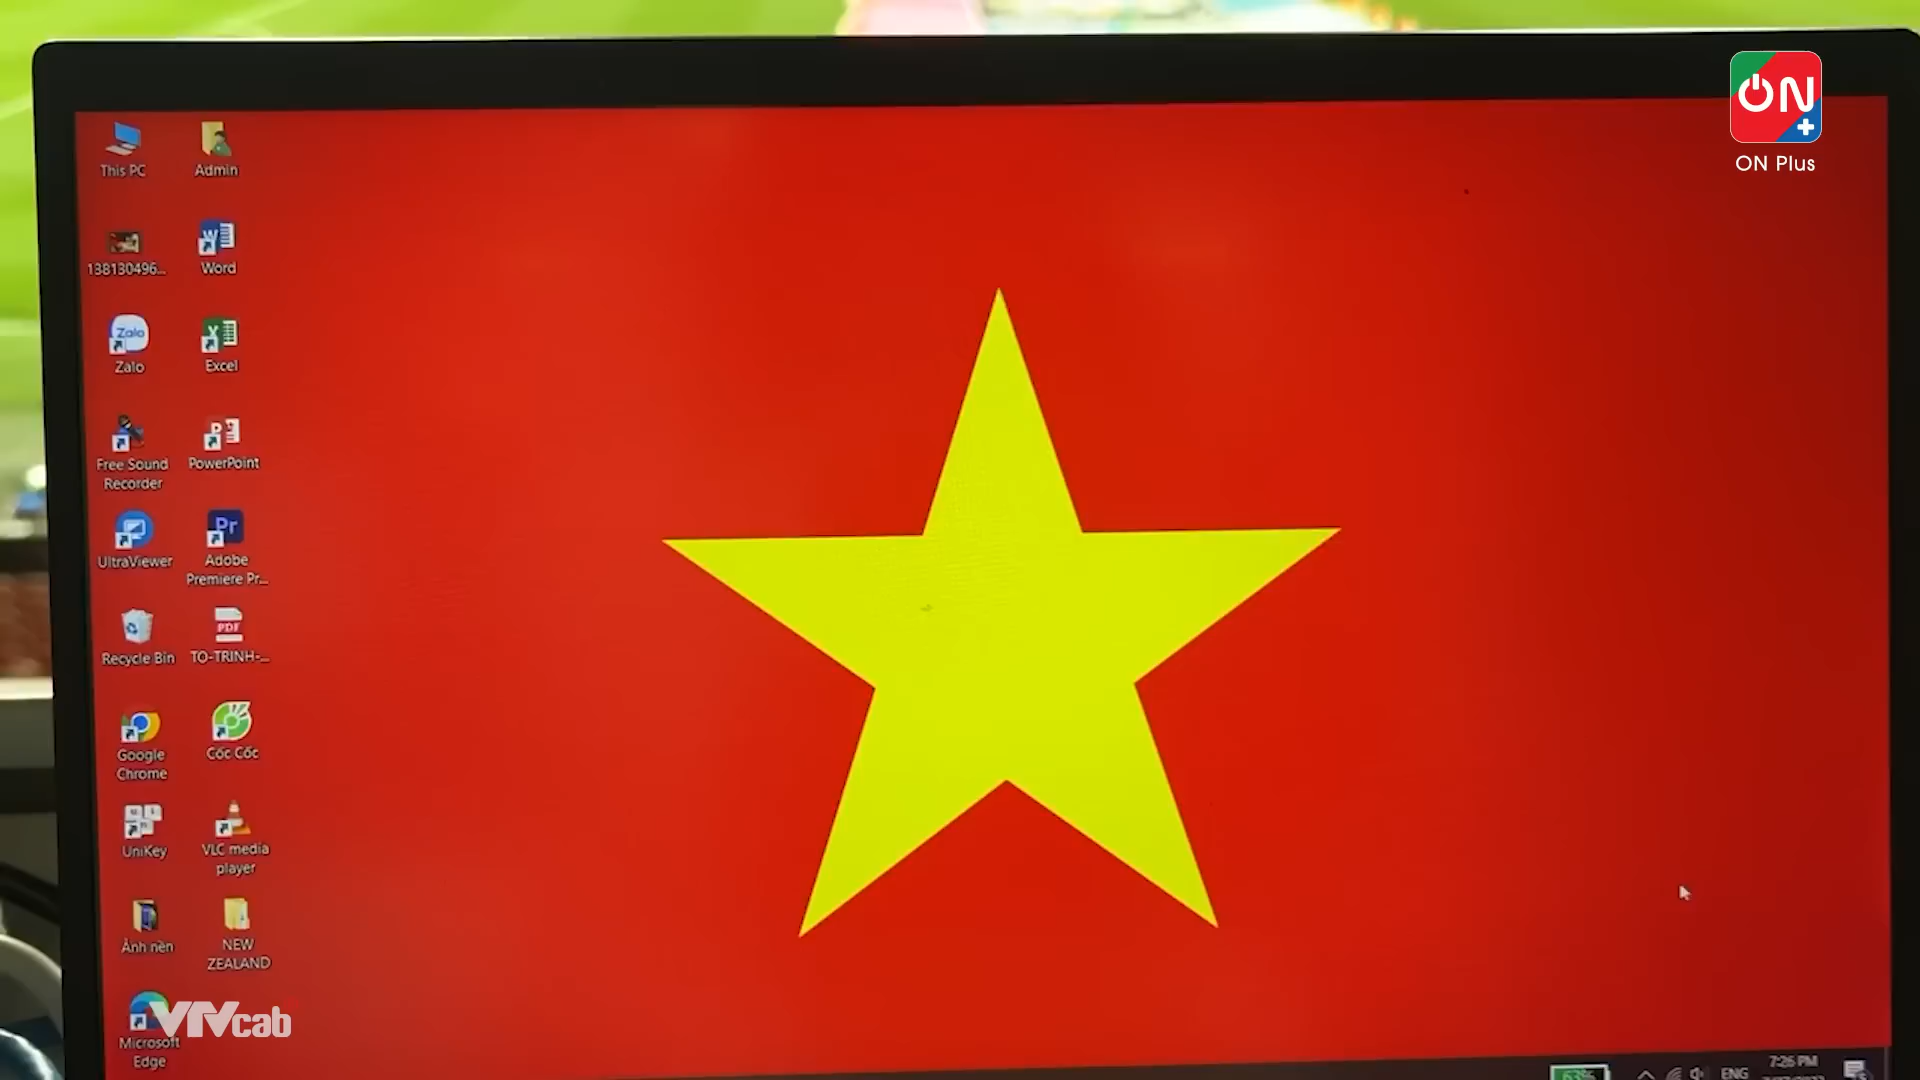 ON
ON Plus
This PC
Admin
138130496...
Word
Zalo
Zalo
Excel
Free Sound
Recorder
PowerPoint
UltraViewer
Pr
Adobe
Premiere Pr...
Recycle Bin
PDF
TO-TRINH-...
Google
Chrome
Cốc Cốc
UniKey
VLC media
player
Ảnh nền
NEW
ZEALAND
Microsoft
Edge
VTVcab
63%
ENG
7:26 PM